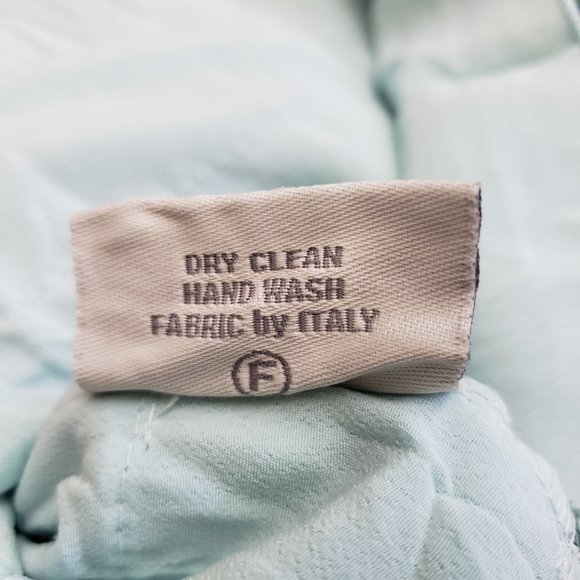 DRY CLEAN
HAND WASH
FABRIC by ITALY
F